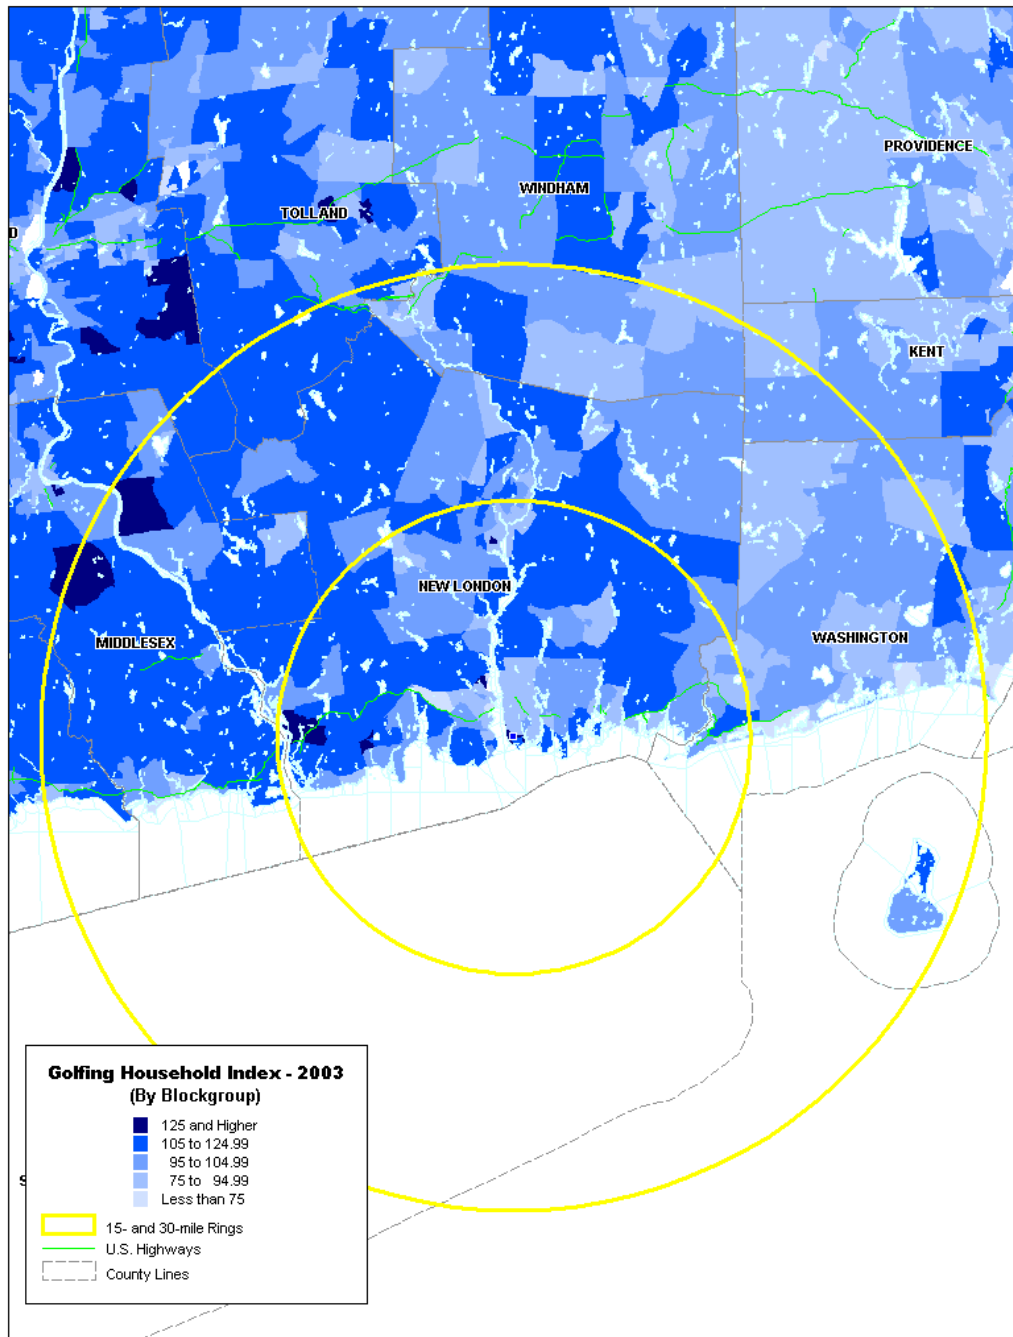 PROVIDENCE
WINDHAM
TOLLAND
D
KENT
NEW LONDON
MIDDLESEX
WASHINGTON
Golfing Household Index - 2003
(By Blockgroup)
125 and Higher
105 to 124.99
95 to 104.99
75 to 94.99
Less than 75
S
15- and 30-mile Rings
U.S. Highways
County Lines